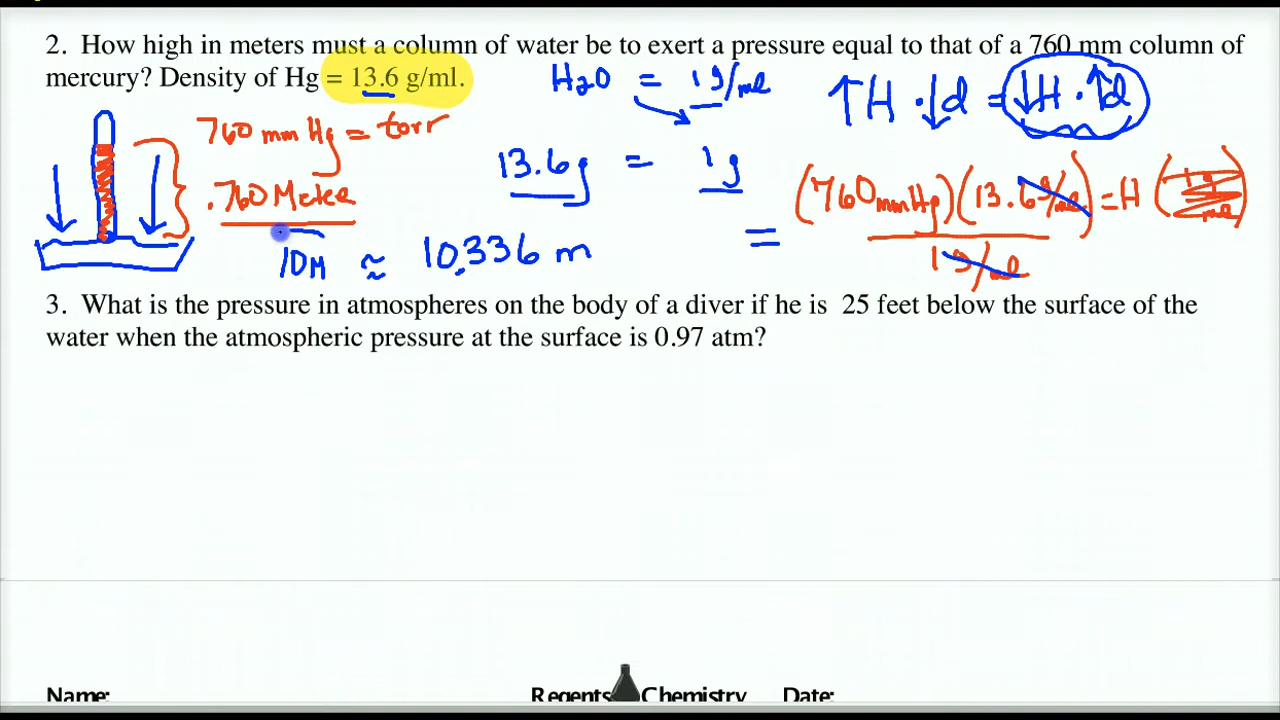 2. How high in meters must a column of water be to exert a pressure equal to that of a 760 mm column of
mercury? Density of Hg = 13.6 g/ml.
H2O = 1 g/ml
↑H · ↓d = ↓H · ↑d
760 mm Hg = torr
13.6g = 1g
.760 M
= (760 mm Hg)(13.6 g/ml) = H
1 g/ml
10M ≈ 10.336 m
3. What is the pressure in atmospheres on the body of a diver if he is 25 feet below the surface of the
water when the atmospheric pressure at the surface is 0.97 atm?
Name: Regents Chemistry Date: